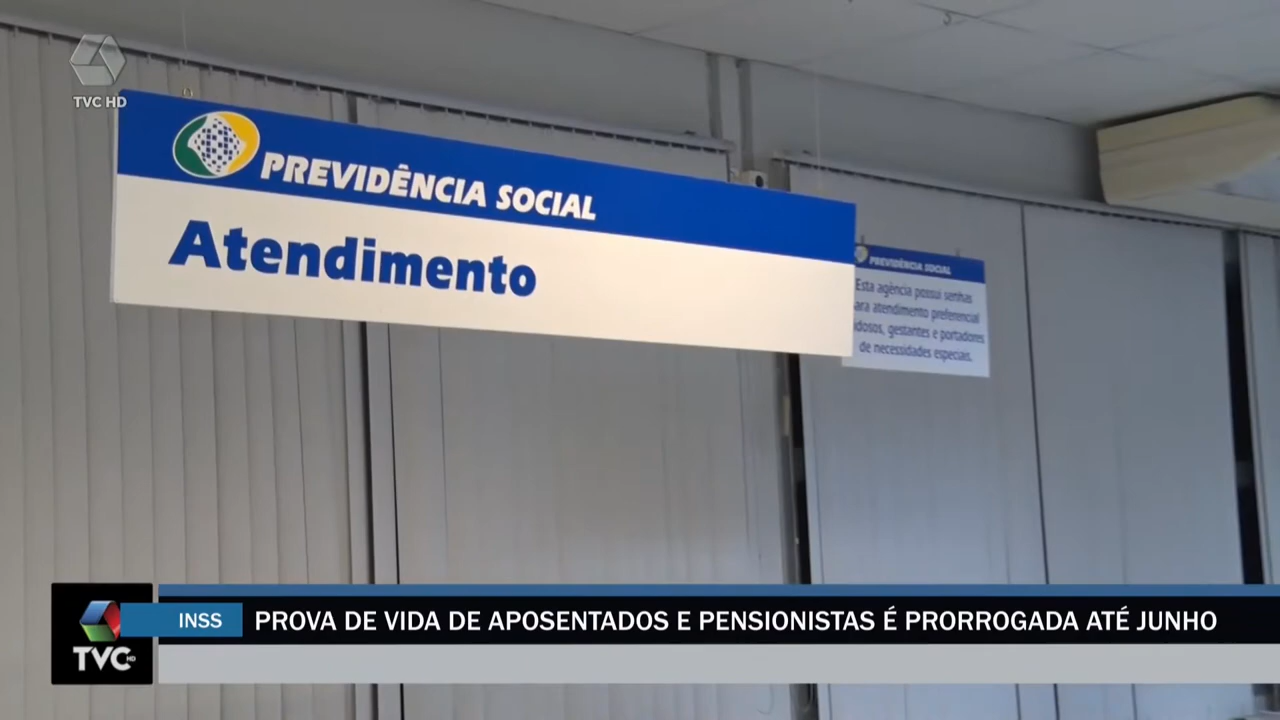 TVC HD
PREVIDÊNCIA SOCIAL
Atendimento
PREVIDÊNCIA SOCIAL
Esta agência possui senhas
ara atendimento preferencial
idosos, gestantes e portadores
de necessidades especiais.
INSS
PROVA DE VIDA DE APOSENTADOS E PENSIONISTAS É PRORROGADA ATÉ JUNHO
TVC HD